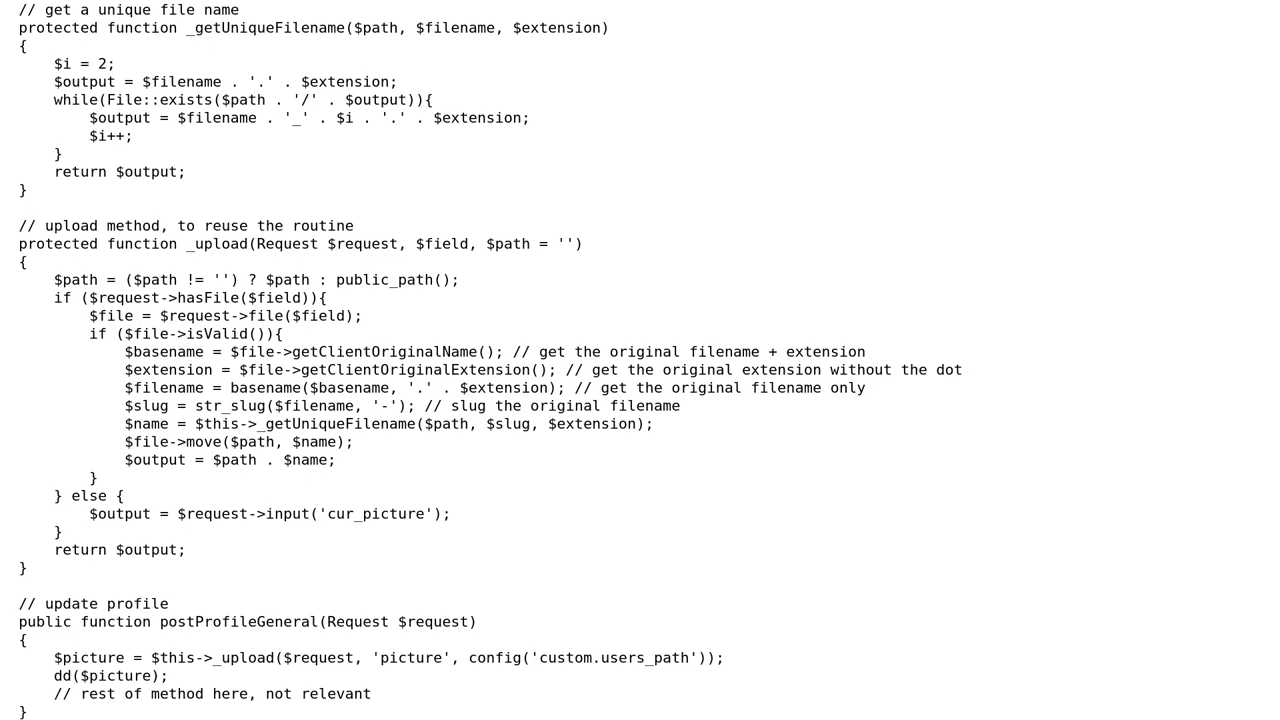 // get a unique file name
protected function _getUniqueFilename($path, $filename, $extension)
{
    $i = 2;
    $output = $filename . '.' . $extension;
    while(File::exists($path . '/' . $output)){
        $output = $filename . '_' . $i . '.' . $extension;
        $i++;
    }
    return $output;
}

// upload method, to reuse the routine
protected function _upload(Request $request, $field, $path = '')
{
    $path = ($path != '') ? $path : public_path();
    if ($request->hasFile($field)){
        $file = $request->file($field);
        if ($file->isValid()){
            $basename = $file->getClientOriginalName(); // get the original filename + extension
            $extension = $file->getClientOriginalExtension(); // get the original extension without the dot
            $filename = basename($basename, '.' . $extension); // get the original filename only
            $slug = str_slug($filename, '-'); // slug the original filename
            $name = $this->_getUniqueFilename($path, $slug, $extension);
            $file->move($path, $name);
            $output = $path . $name;
        }
    } else {
        $output = $request->input('cur_picture');
    }
    return $output;
}

// update profile
public function postProfileGeneral(Request $request)
{
    $picture = $this->_upload($request, 'picture', config('custom.users_path'));
    dd($picture);
    // rest of method here, not relevant
}